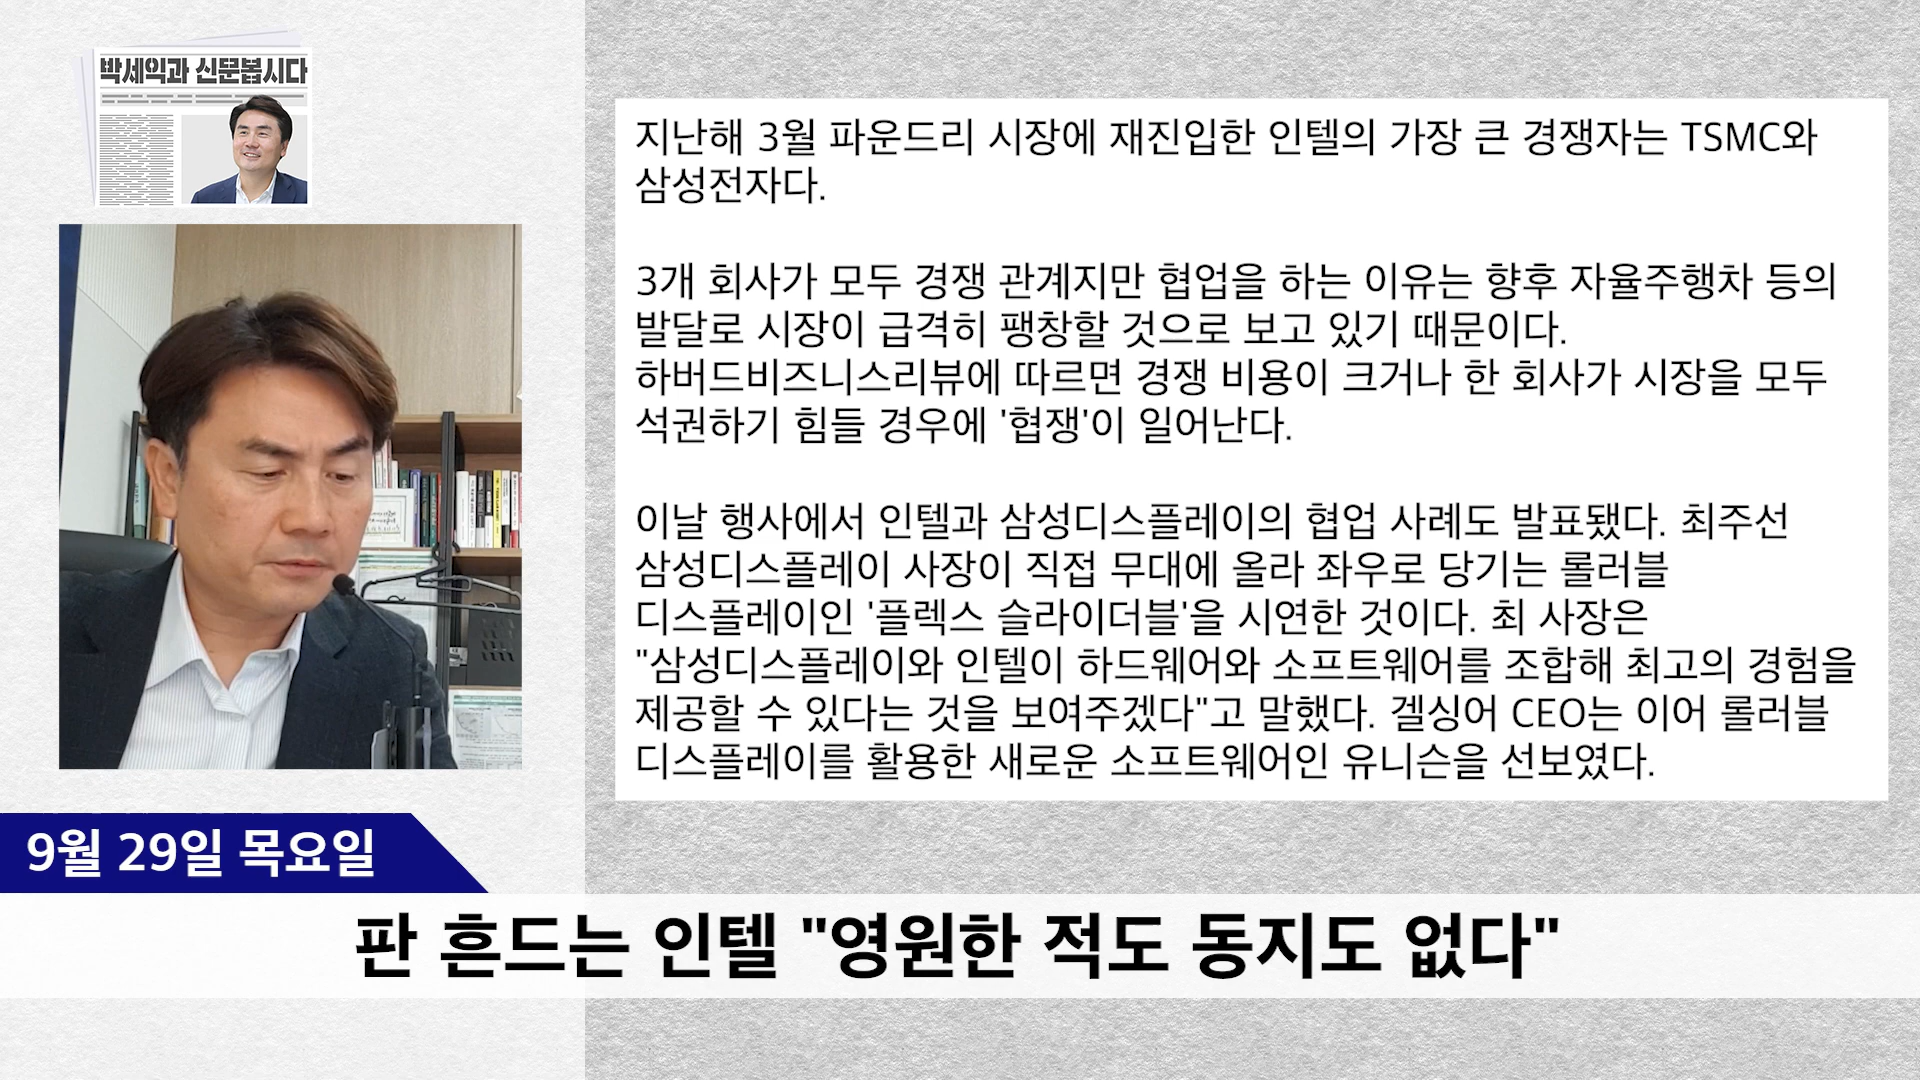 박세익과 신문봅시다
지난해 3월 파운드리 시장에 재진입한 인텔의 가장 큰 경쟁자는 TSMC와
삼성전자다.
3개 회사가 모두 경쟁 관계지만 협업을 하는 이유는 향후 자율주행차 등의
발달로 시장이 급격히 팽창할 것으로 보고 있기 때문이다.
하버드비즈니스리뷰에 따르면 경쟁 비용이 크거나 한 회사가 시장을 모두
석권하기 힘들 경우에 '협쟁'이 일어난다.
이날 행사에서 인텔과 삼성디스플레이의 협업 사례도 발표됐다. 최주선
삼성디스플레이 사장이 직접 무대에 올라 좌우로 당기는 롤러블
디스플레이인 '플렉스 슬라이더블'을 시연한 것이다. 최 사장은
"삼성디스플레이와 인텔이 하드웨어와 소프트웨어를 조합해 최고의 경험을
제공할 수 있다는 것을 보여주겠다"고 말했다. 겔싱어 CEO는 이어 롤러블
디스플레이를 활용한 새로운 소프트웨어인 유니슨을 선보였다.
9월 29일 목요일
판 흔드는 인텔 "영원한 적도 동지도 없다"